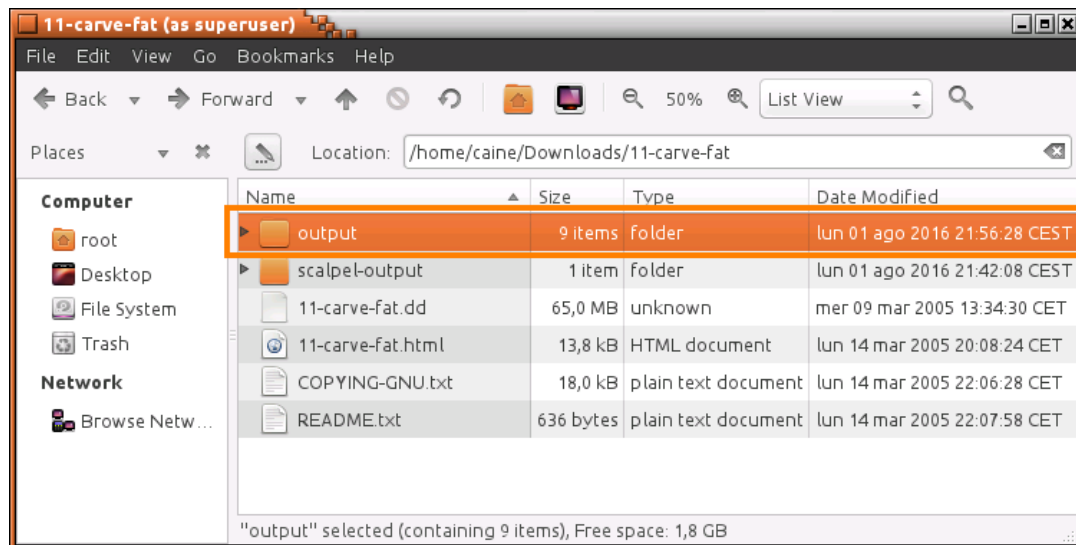 11-carve-fat (as superuser)
File Edit View Go Bookmarks Help
Back Forward 50% List View
Places Location: /home/caine/Downloads/11-carve-fat
Computer
root
Desktop
File System
Trash
Network
Browse Netw...
Name Size Type Date Modified
output 9 items folder lun 01 ago 2016 21:56:28 CEST
scalpel-output 1 item folder lun 01 ago 2016 21:42:08 CEST
11-carve-fat.dd 65,0 MB unknown mer 09 mar 2005 13:34:30 CET
11-carve-fat.html 13,8 kB HTML document lun 14 mar 2005 20:08:24 CET
COPYING-GNU.txt 18,0 kB plain text document lun 14 mar 2005 22:06:28 CET
README.txt 636 bytes plain text document lun 14 mar 2005 22:07:58 CET
"output" selected (containing 9 items), Free space: 1,8 GB